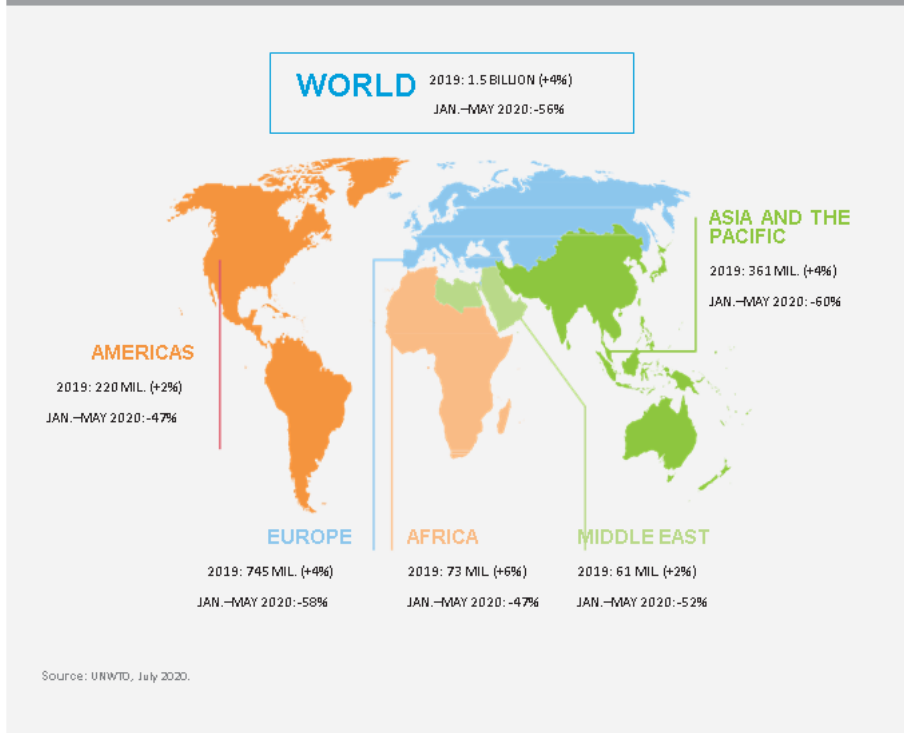 WORLD
2019: 1.5 BILLION (+4%)
JAN.–MAY 2020:-56%
ASIA AND THE
PACIFIC
2019: 361 MIL. (+4%)
JAN.–MAY 2020: -60%
AMERICAS
2019: 220 MIL. (+2%)
JAN.–MAY 2020:-47%
EUROPE
2019: 745 MIL. (+4%)
JAN.–MAY 2020:-58%
AFRICA
2019: 73 MIL (+6%)
JAN.–MAY 2020:-47%
MIDDLE EAST
2019: 61 MIL (+2%)
JAN.–MAY 2020:-52%
Source: UNWTO, July 2020.